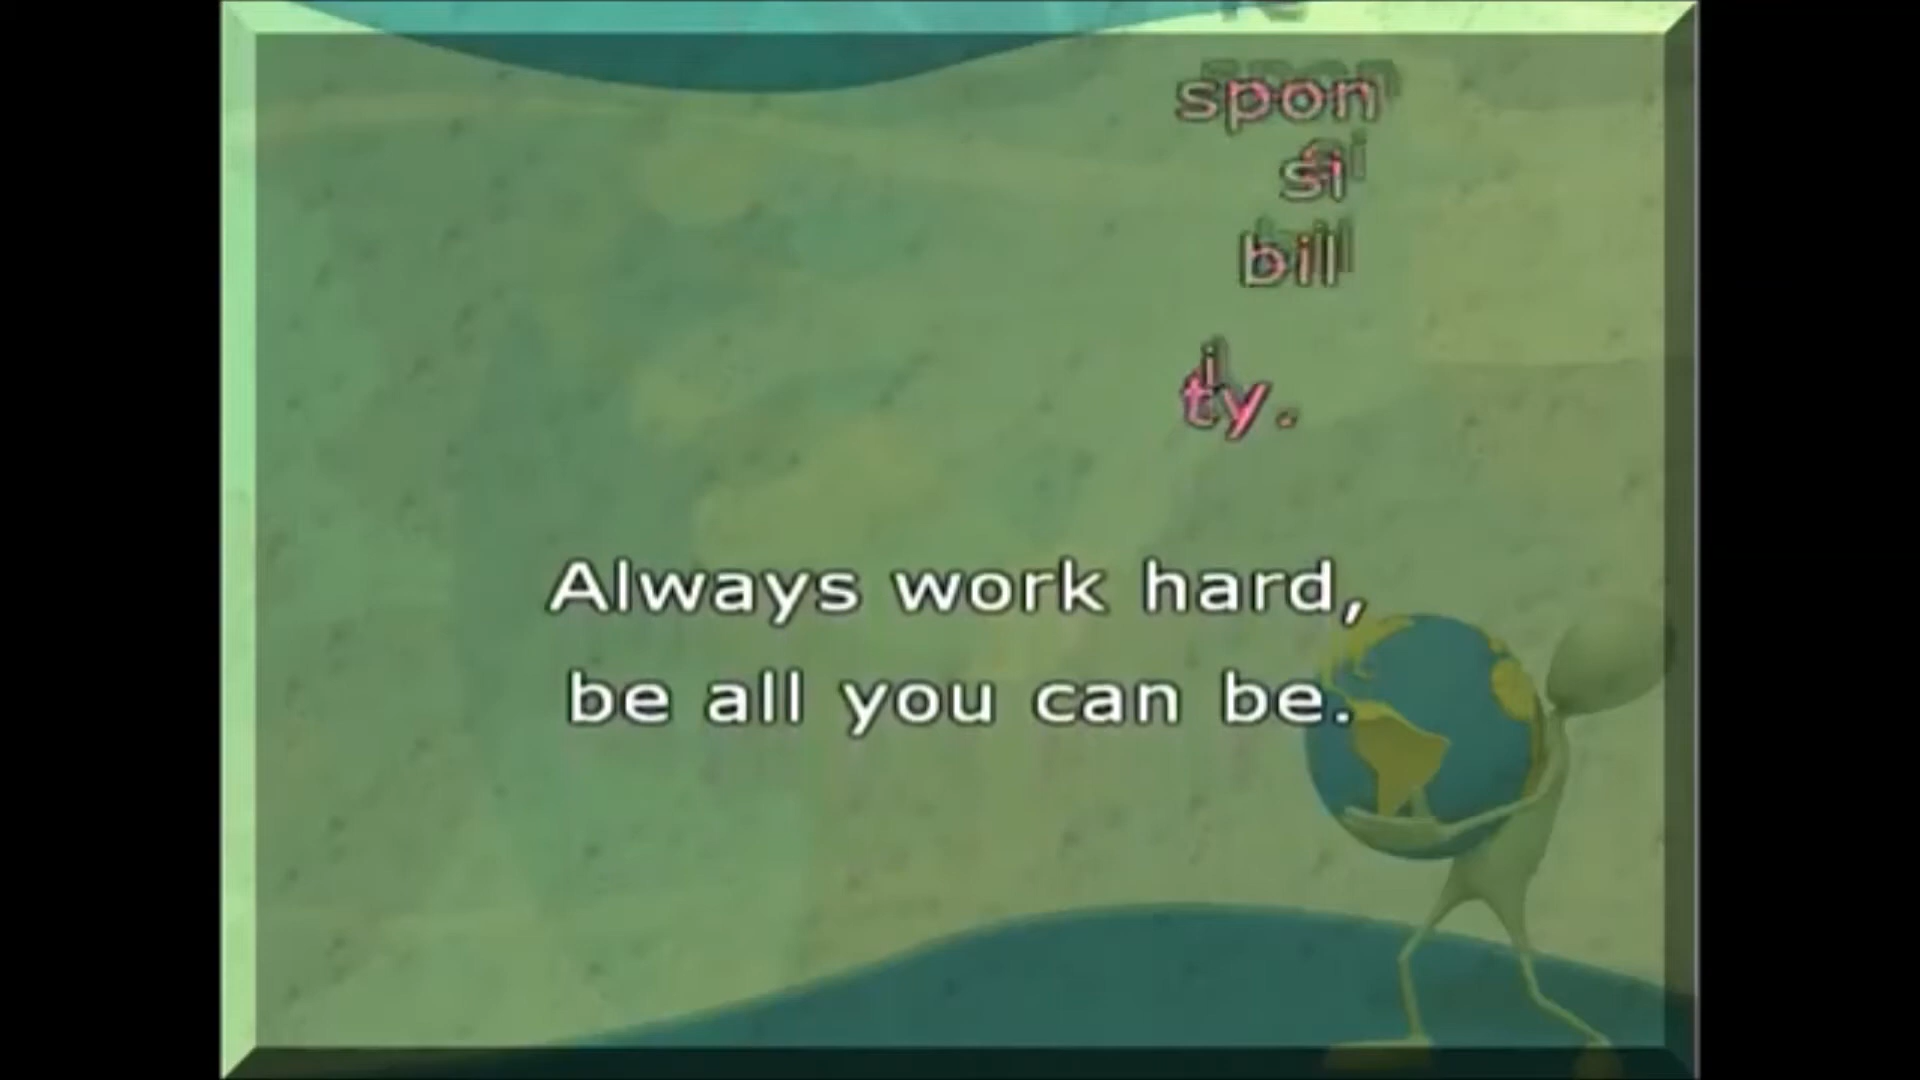 spon
si
bil
i
ty.
Always work hard,
be all you can be.